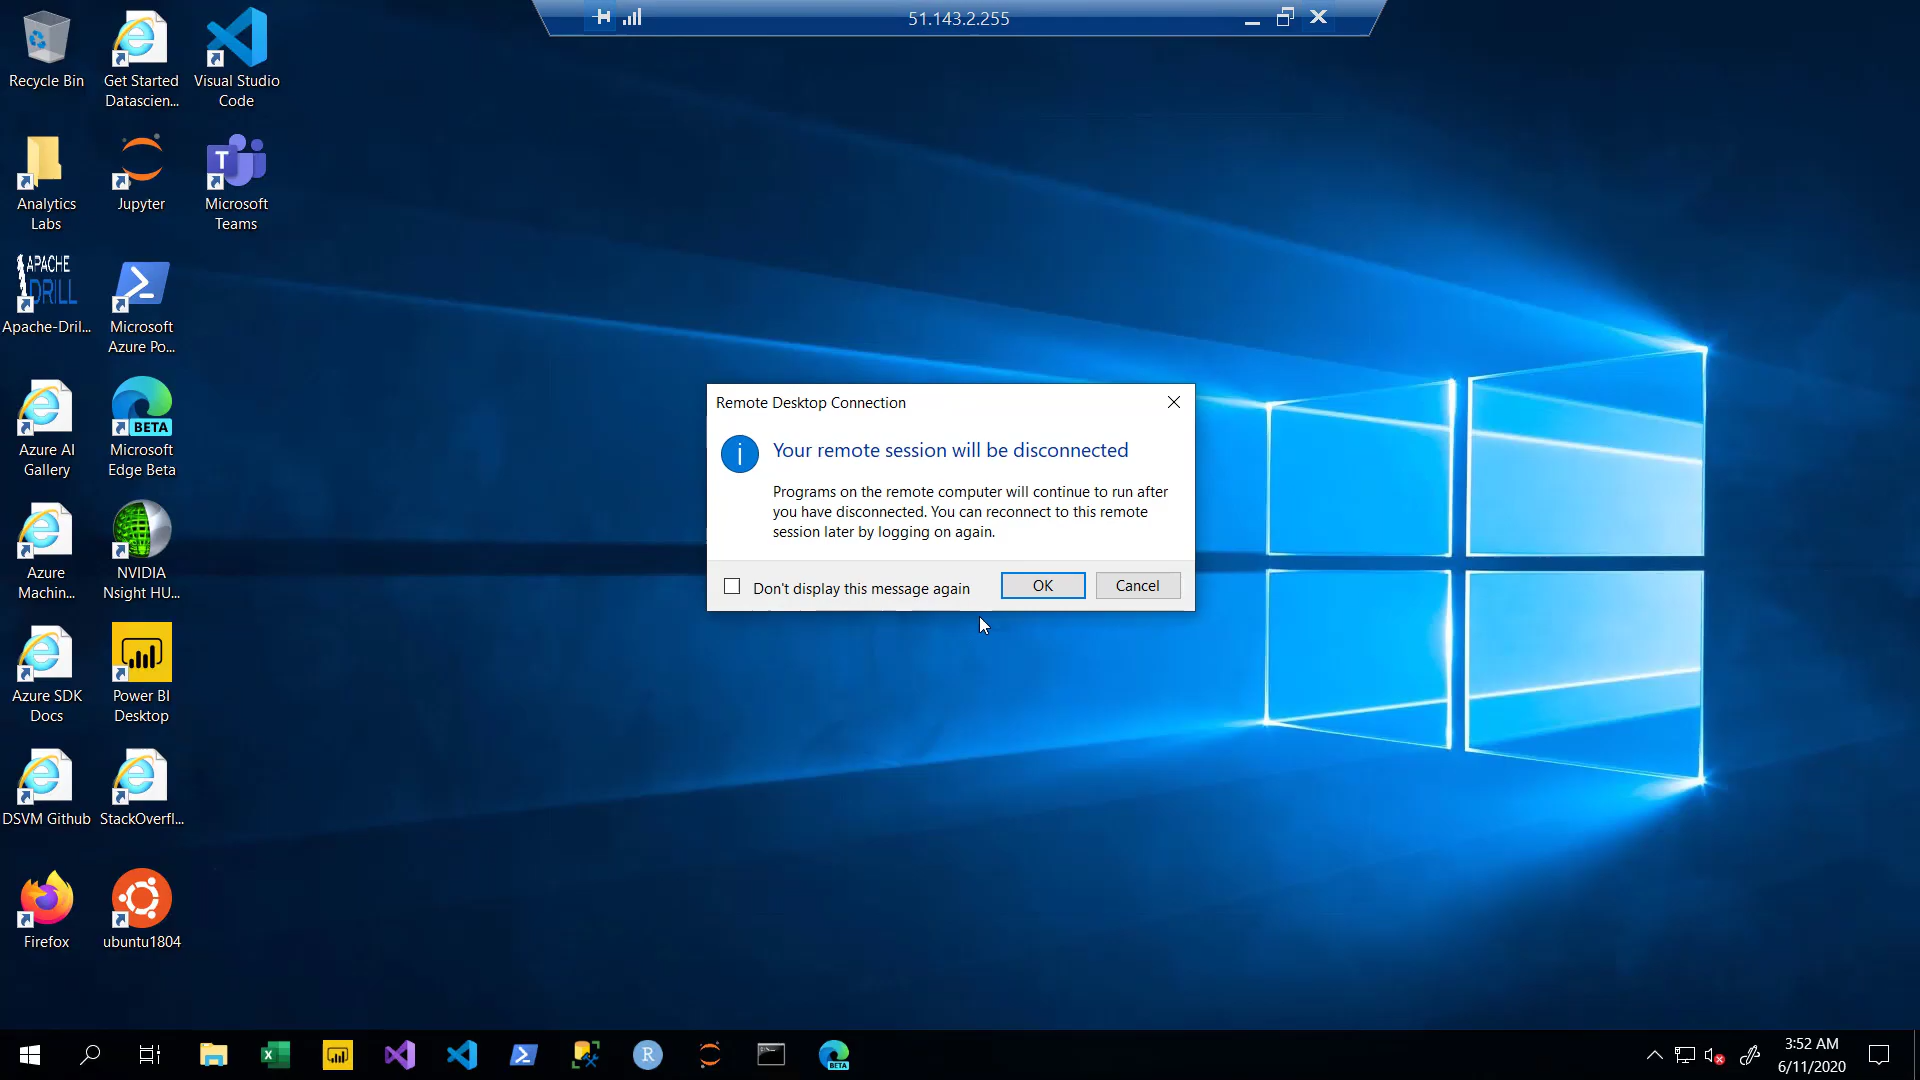 51.143.2.255
Recycle Bin
Get Started
Datascien...
Visual Studio
Code
Analytics
Labs
Jupyter
T
Microsoft
Teams
APACHE
DRILL
Apache-Dril...
Microsoft
Azure Po...
Azure AI
Gallery
BETA
Microsoft
Edge Beta
Azure
Machin...
NVIDIA
Nsight HU...
Azure SDK
Docs
Power BI
Desktop
DSVM Github
StackOverfl...
Firefox
ubuntu1804
Remote Desktop Connection
Your remote session will be disconnected
Programs on the remote computer will continue to run after
you have disconnected. You can reconnect to this remote
session later by logging on again.
Don't display this message again
OK
Cancel
X
R
BETA
3:52 AM
6/11/2020